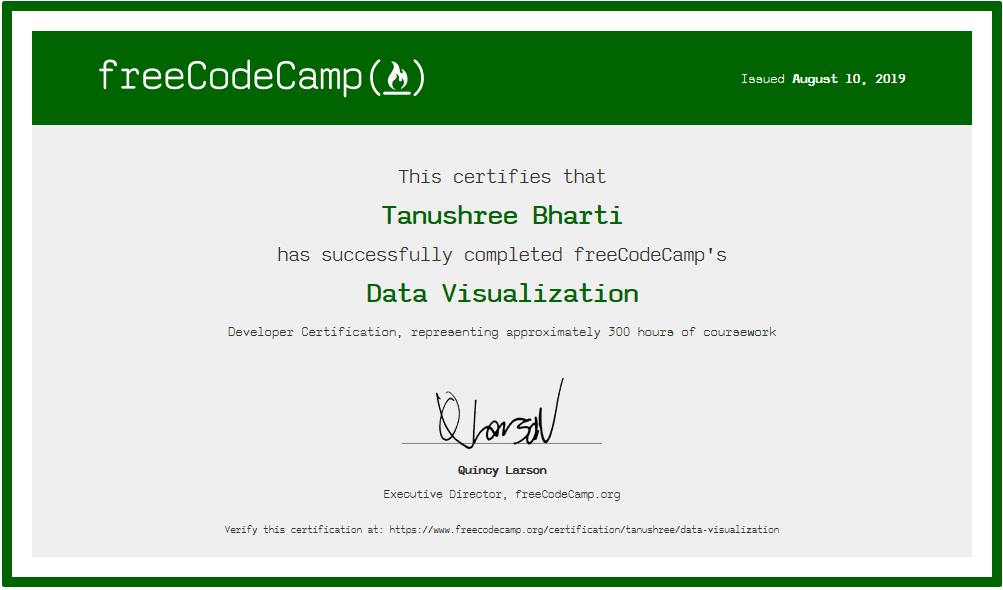 freeCodeCamp(🔥)
Issued August 10, 2019
This certifies that
Tanushree Bharti
has successfully completed freeCodeCamp's
Data Visualization
Developer Certification, representing approximately 300 hours of coursework
QLarson
Quincy Larson
Executive Director, freeCodeCamp.org
Verify this certification at: https://www.freecodecamp.org/certification/tanushree/data-visualization